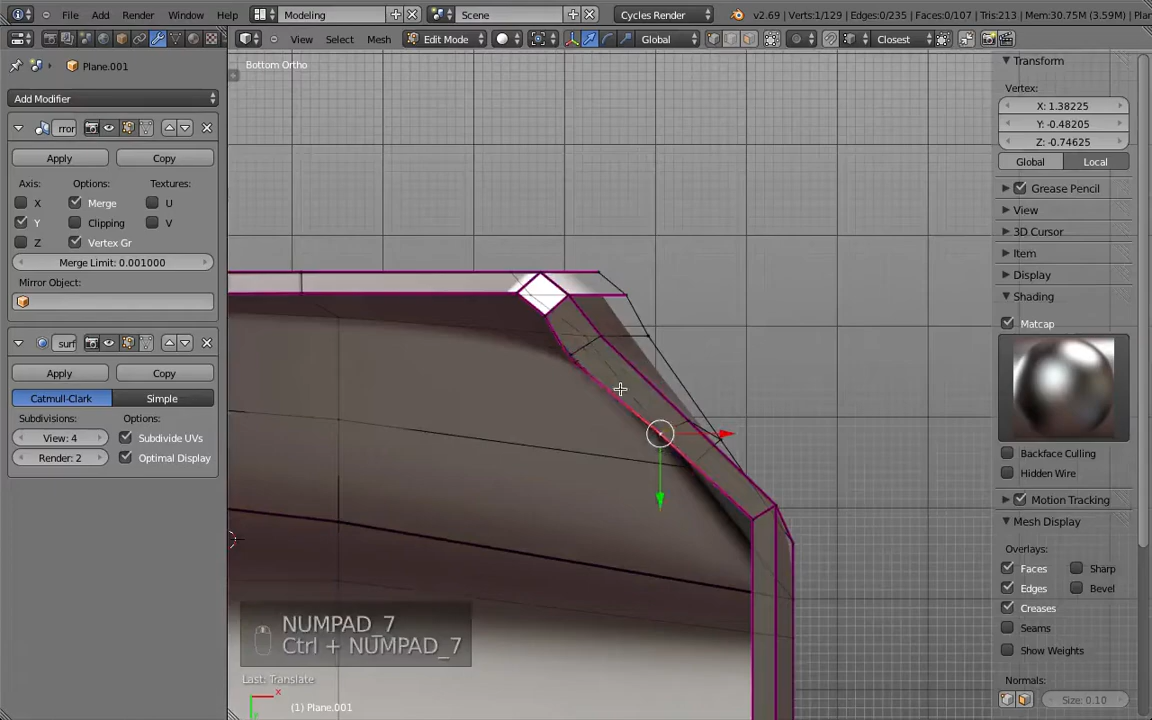 File Add Render Window Help Modeling Scene Cycles Render v2.69 | Verts:1/129 | Edges:0/235 | Faces:0/107 | Tris:213 | Mem:30.75M (3.59M) | Plan
View Select Mesh Edit Mode Global Closest
Plane.001
Add Modifier
rror
Apply Copy
Axis: Options: Textures:
X Merge U
Y Clipping V
Z Vertex Gr
Merge Limit: 0.001000
Mirror Object:
surf
Apply Copy
Catmull-Clark Simple
Subdivisions: Options:
View: 4 Subdivide UVs
Render: 2 Optimal Display
Bottom Ortho
NUMPAD_7
Ctrl + NUMPAD_7
Last: Translate
x
(1) Plane.001
Transform
Vertex:
X: 1.38225
Y: -0.48205
Z: -0.74625
Global Local
Grease Pencil
View
3D Cursor
Item
Display
Shading
Matcap
Backface Culling
Hidden Wire
Motion Tracking
Mesh Display
Overlays:
Faces Sharp
Edges Bevel
Creases
Seams
Show Weights
Normals:
Size: 0.10